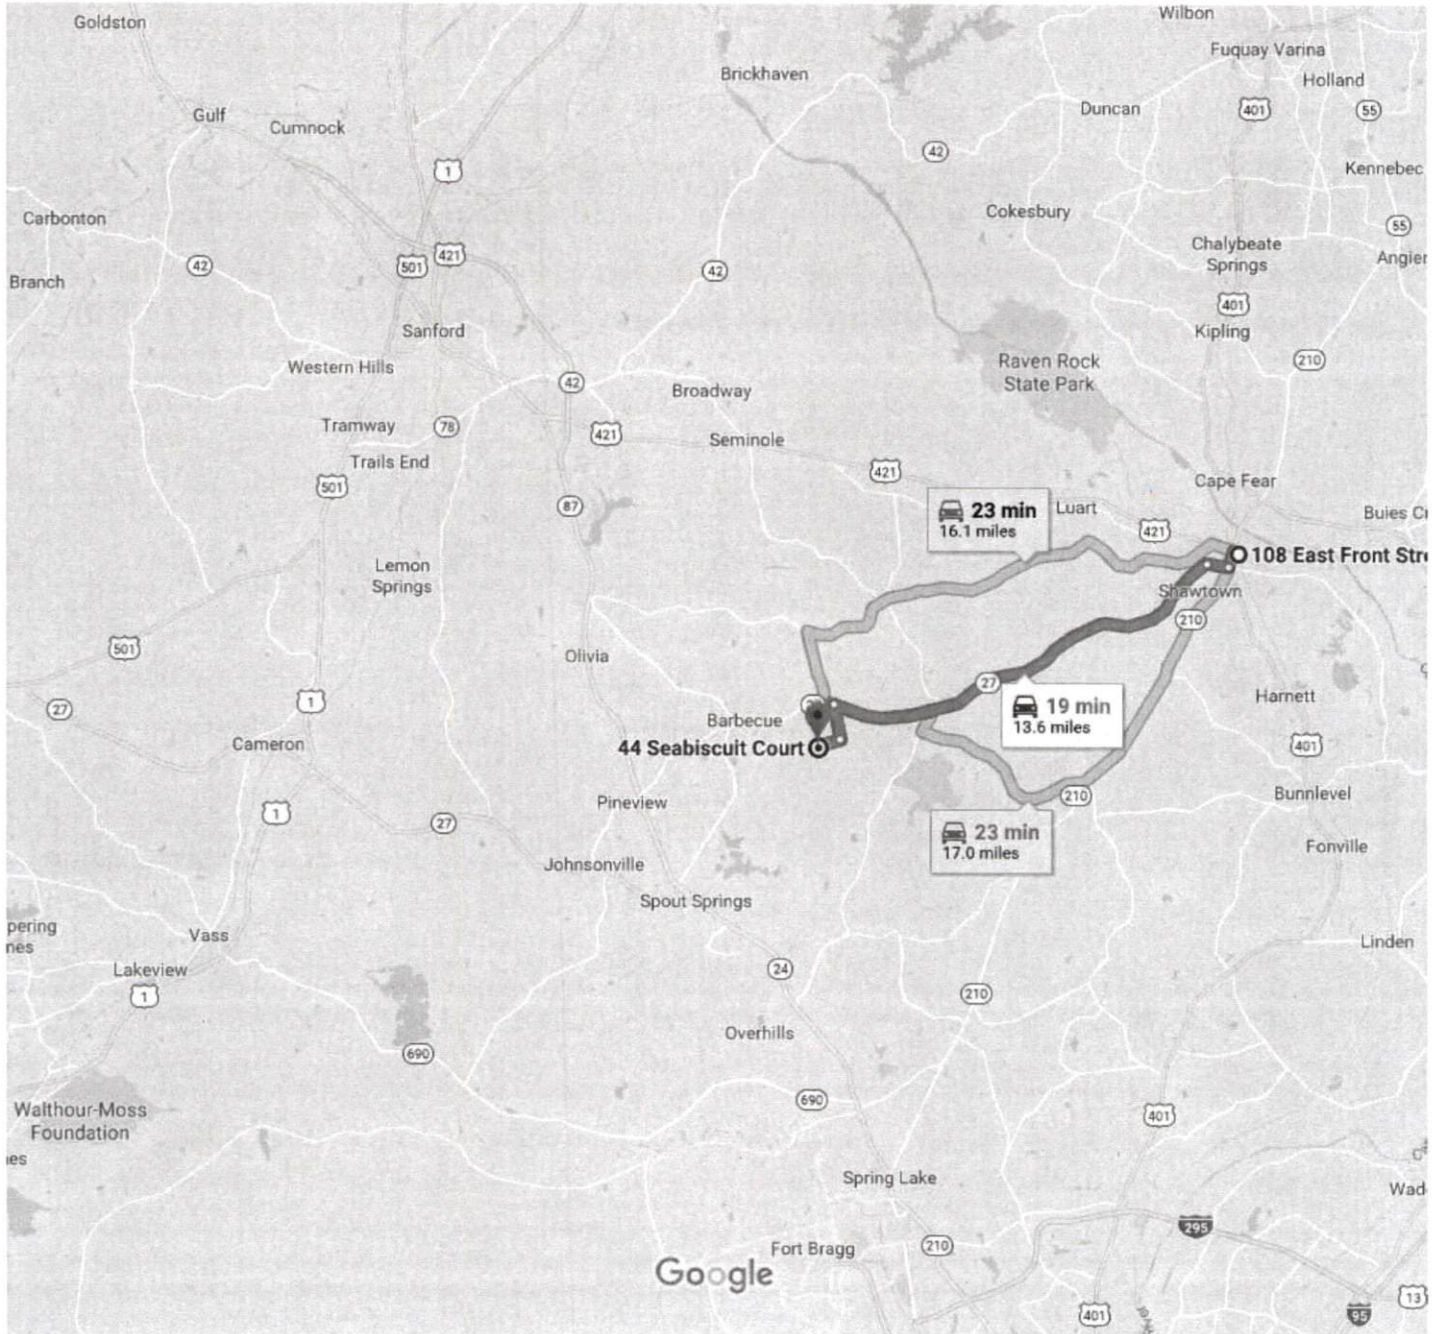 Goldston
Wilbon
Fuquay Varina
Brickhaven
Holland
Duncan
401
55
Gulf
Cumnock
42
1
Kennebec
Carbonton
Cokesbury
55
Chalybeate
Springs
Angier
42
501
421
42
Branch
401
Sanford
Kipling
Raven Rock
State Park
210
Western Hills
42
Broadway
Tramway
78
421
Seminole
Trails End
421
501
Cape Fear
87
23 min
16.1 miles
Luart
421
Buies
108 East Front
Lemon
Springs
Shawtown
210
501
Olivia
27
27
1
19 min
13.6 miles
Harnett
Barbecue
44 Seabiscuit Court
Cameron
401
Pineview
210
Bunnlevel
1
27
23 min
17.0 miles
Fonville
Johnsonville
Spout Springs
pering
nes
Vass
Linden
Lakeview
24
1
210
Overhills
690
690
Walthour-Moss
Foundation
401
es
Spring Lake
Wad
295
Fort Bragg
210
Google
13
95
401